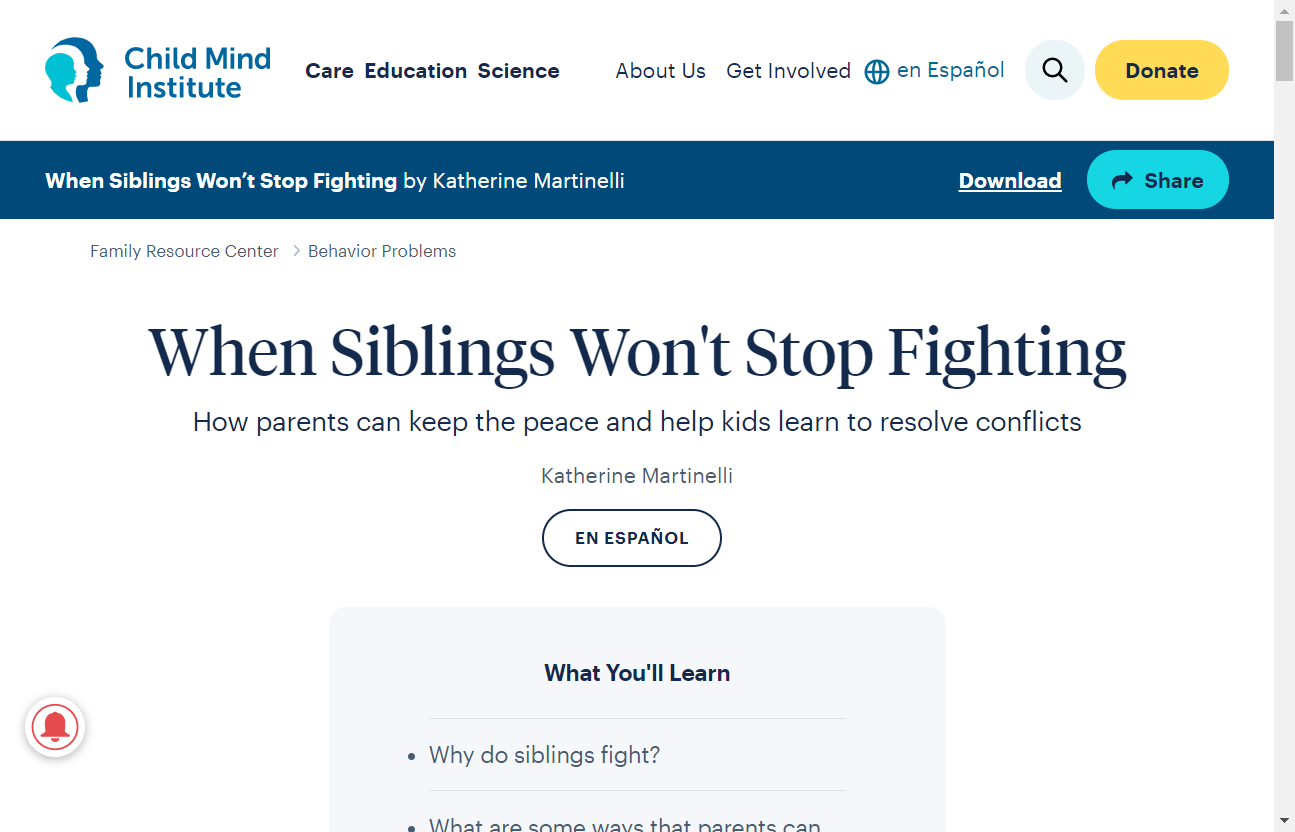 Child Mind
Institute
Care Education Science
About Us Get Involved en Español
Donate
When Siblings Won’t Stop Fighting by Katherine Martinelli
Download
Share
Family Resource Center > Behavior Problems
When Siblings Won't Stop Fighting
How parents can keep the peace and help kids learn to resolve conflicts
Katherine Martinelli
EN ESPAÑOL
What You'll Learn
• Why do siblings fight?
• What are some ways that parents can